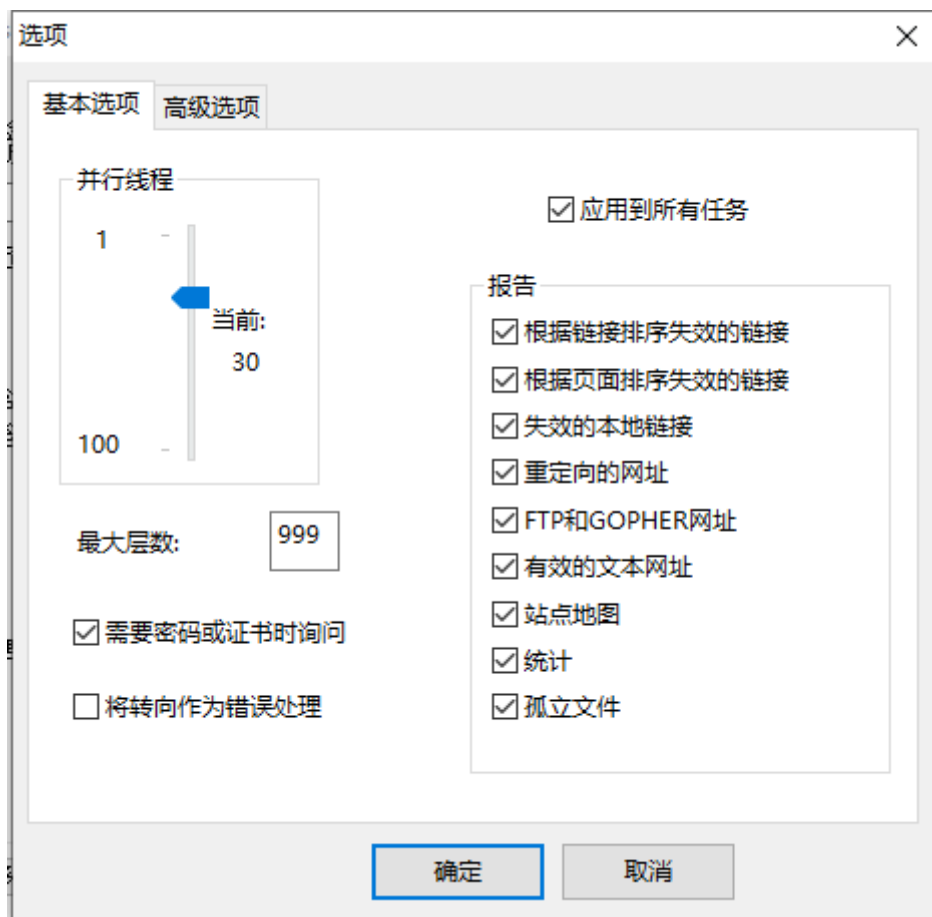 选项
基本选项
高级选项
并行线程
1
当前:
30
100
最大层数:
999
需要密码或证书时询问
将转向作为错误处理
应用到所有任务
报告
根据链接排序失效的链接
根据页面排序失效的链接
失效的本地链接
重定向的网址
FTP和GOPHER网址
有效的文本网址
站点地图
统计
孤立文件
确定
取消